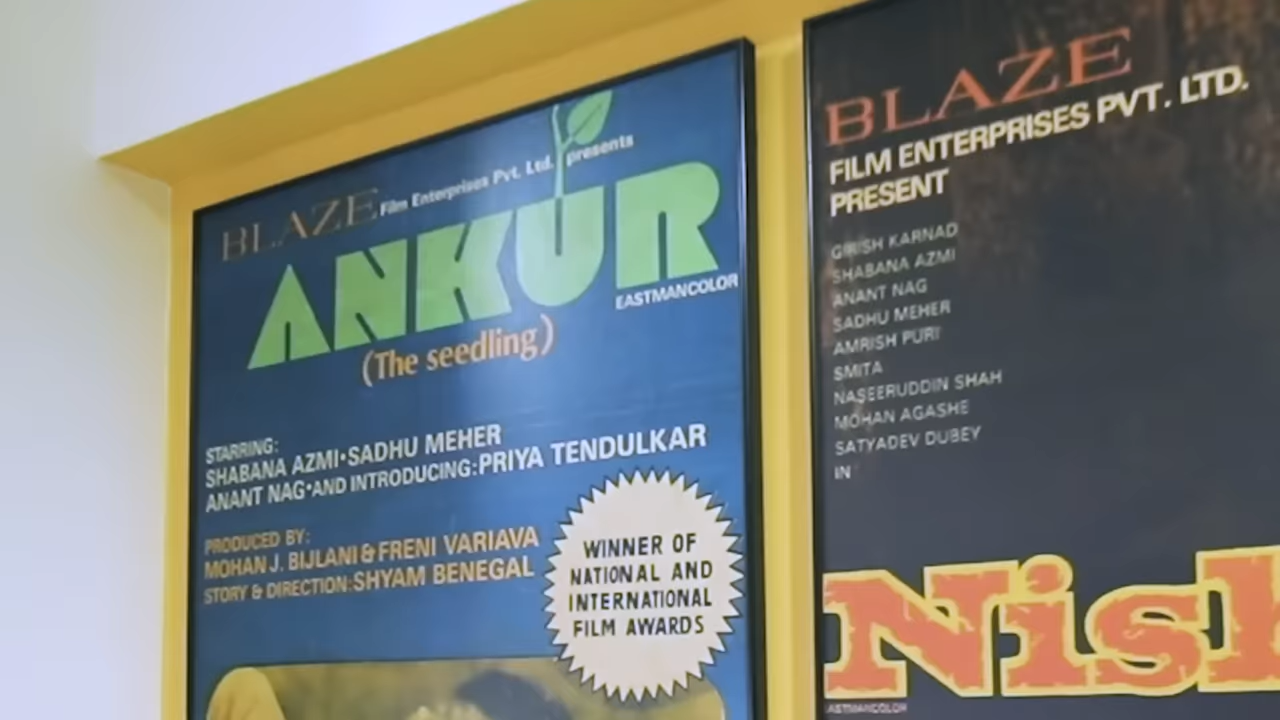 BLAZE Film Enterprises Pvt. Ltd. presents
ANKUR
EASTMANCOLOR
(The seedling)
STARRING:
SHABANA AZMI•SADHU MEHER
ANANT NAG•AND INTRODUCING:PRIYA TENDULKAR
PRODUCED BY:
MOHAN J. BIJLANI & FRENI VARIAVA
STORY & DIRECTION:SHYAM BENEGAL
WINNER OF
NATIONAL AND
INTERNATIONAL
FILM AWARDS
BLAZE
FILM ENTERPRISES PVT. LTD.
PRESENT
GIRISH KARNAD
SHABANA AZMI
ANANT NAG
SADHU MEHER
AMRISH PURI
SMITA
NASEERUDDIN SHAH
MOHAN AGASHE
SATYADEV DUBEY
IN
Nis